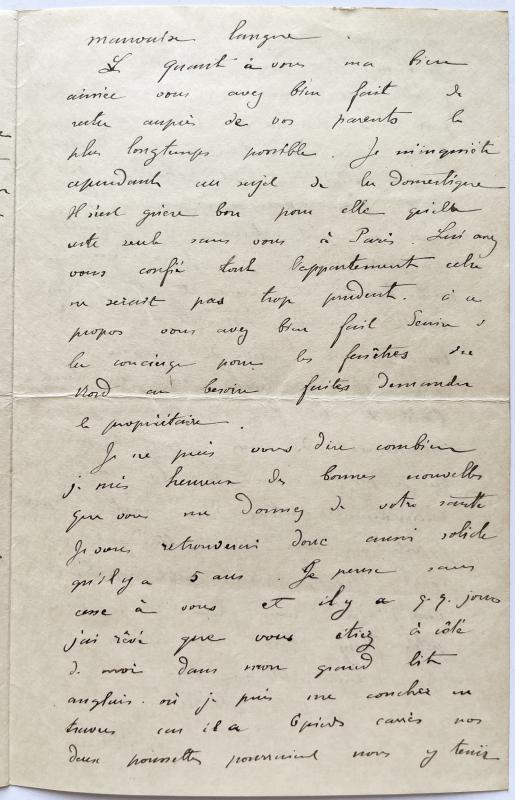 mauvaise langue.
Et quant à vous ma bien
aimée vous avez bien fait de
rester auprès de vos parents le
plus longtemps possible. Je m'inquiète
cependant au sujet de la domestique
Il n'est guère bon pour elle qu'elle
reste seule sans vous à Paris. Lui avez
vous confié tout l'appartement cela
ne serait pas trop prudent. à ce
propos vous avez bien fait d'écrire à
la concierge pour les fenêtres du
Nord au besoin faites demander
le propriétaire.
Je ne puis vous dire combien
je suis heureux des bonnes nouvelles
que vous me donnez de votre santé
Je vous retrouverai donc aussi solide
qu'il y a 5 ans. Je pense sans
cesse à vous et il y a q.q. jours
j'ai rêvé que vous étiez à côté
de moi dans mon grand lit
anglais où je puis me coucher en
travers car il a 6 pieds carrés nos
deux poussettes pourraient nous y tenir